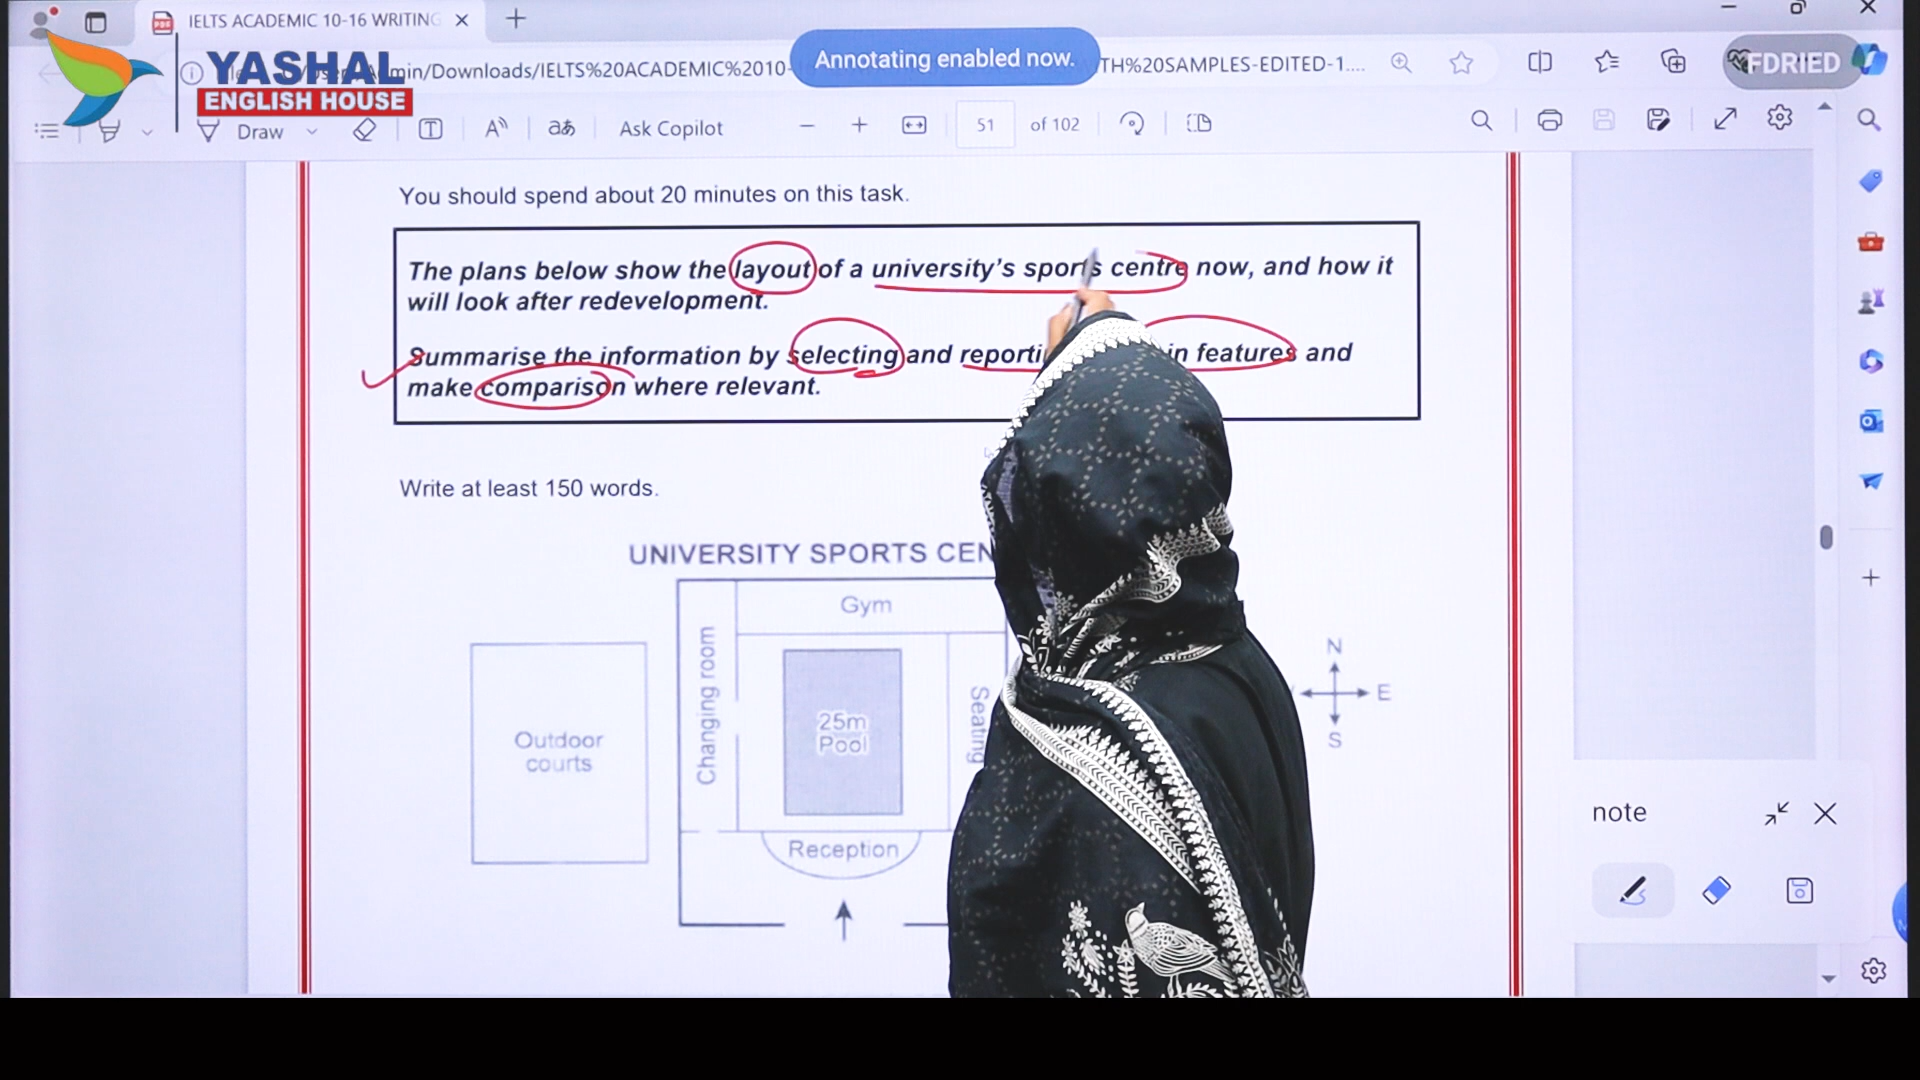 IELTS ACADEMIC 10-16 WRITING
YASHAL
ENGLISH HOUSE
min/Downloads/IELTS%20ACADEMIC%2010-
Annotating enabled now.
TH%20SAMPLES-EDITED-1....
FDRIED
Draw
Ask Copilot
51
of 102
You should spend about 20 minutes on this task.
The plans below show the layout of a university's sports centre now, and how it
will look after redevelopment.
Summarise the information by selecting and reporti in features and
make comparison where relevant.
Write at least 150 words.
UNIVERSITY SPORTS CEN
Gym
Changing room
25m
Pool
Seating
Outdoor
courts
Reception
N
E
S
note